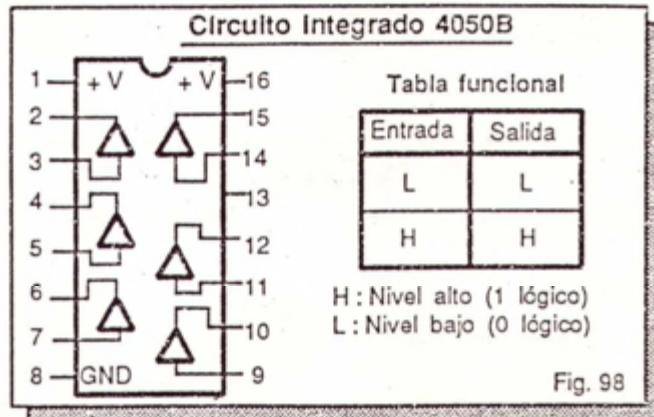 Circuito Integrado 4050B
1 + V + V 16
2 15
3 14
4 13
5 12
6 11
7 10
8 GND 9
Tabla funcional
Entrada Salida
L L
H H
H : Nivel alto (1 lógico)
L : Nivel bajo (0 lógico)
Fig. 98